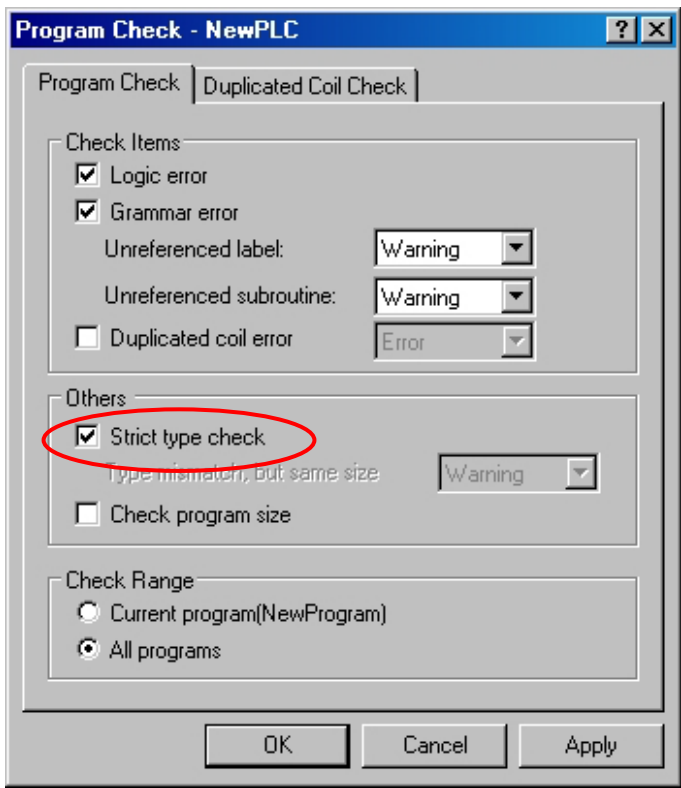 Program Check - NewPLC
Program Check Duplicated Coil Check
Check Items
Logic error
Grammar error
Unreferenced label: Warning
Unreferenced subroutine: Warning
Duplicated coil error Error
Others
Strict type check
Type mismatch, but same size Warning
Check program size
Check Range
Current program(NewProgram)
All programs
OK Cancel Apply